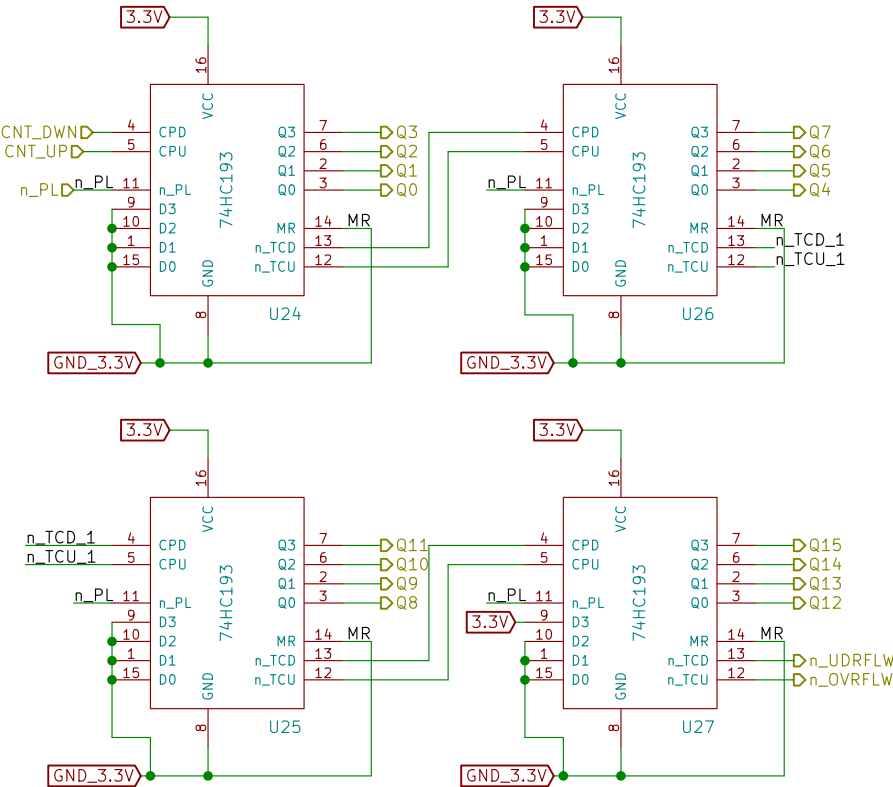 3.3V
16
VCC
CNT_DWN 4 CPD Q3 7 Q3
CNT_UP 5 CPU Q2 6 Q2
Q1 2 Q1
n_PL n_PL 11 n_PL Q0 3 Q0
9 D3
10 D2 MR 14 MR
1 D1 n_TCD 13
15 D0 n_TCU 12
74HC193
GND
8
U24
GND_3.3V
3.3V
16
VCC
4 CPD Q3 7 Q7
5 CPU Q2 6 Q6
Q1 2 Q5
n_PL 11 n_PL Q0 3 Q4
9 D3
10 D2 MR 14 MR
1 D1 n_TCD 13 n_TCD_1
15 D0 n_TCU 12 n_TCU_1
74HC193
GND
8
U26
GND_3.3V
3.3V
16
VCC
n_TCD_1 4 CPD Q3 7 Q11
n_TCU_1 5 CPU Q2 6 Q10
Q1 2 Q9
n_PL 11 n_PL Q0 3 Q8
9 D3
10 D2 MR 14 MR
1 D1 n_TCD 13
15 D0 n_TCU 12
74HC193
GND
8
U25
GND_3.3V
3.3V
16
VCC
4 CPD Q3 7 Q15
5 CPU Q2 6 Q14
Q1 2 Q13
n_PL 11 n_PL Q0 3 Q12
3.3V 9 D3
10 D2 MR 14 MR
1 D1 n_TCD 13 n_UDRFLW
15 D0 n_TCU 12 n_OVRFLW
74HC193
GND
8
U27
GND_3.3V